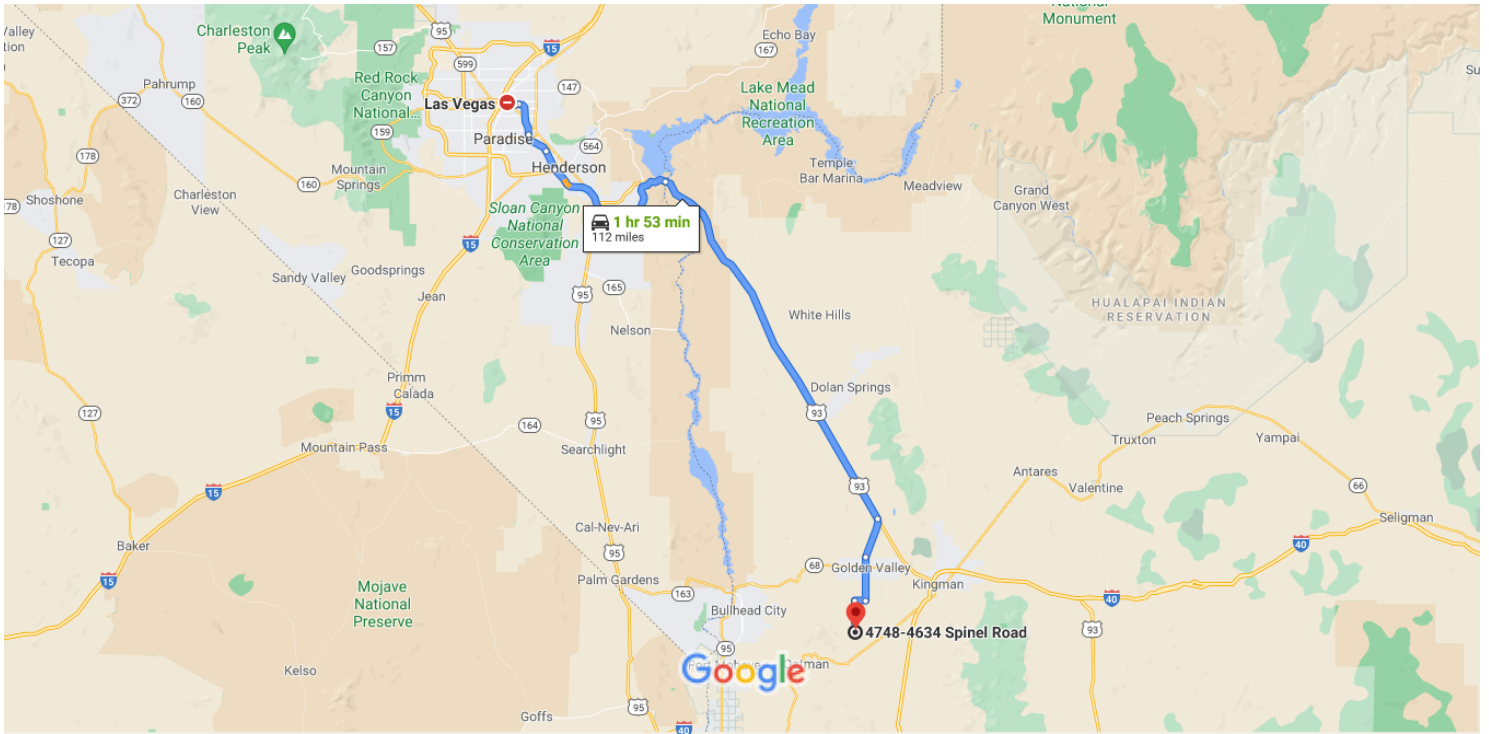 National
Monument
Valley
tion
Charleston
Peak
95
15
Echo Bay
167
157
599
Pahrump
Red Rock
Canyon
National...
147
Lake Mead
National
Recreation
Area
Su
372
160
Las Vegas
159
Paradise
564
178
Mountain
Springs
Henderson
Temple
Bar Marina
Meadview
160
Shoshone
178
Charleston
View
Sloan Canyon
National
Conservation
Area
Grand
Canyon West
1 hr 53 min
112 miles
127
15
Tecopa
Sandy Valley
Goodsprings
Jean
95
165
HUALAPAI INDIAN
RESERVATION
Nelson
White Hills
Primm
Calada
Dolan Springs
127
15
95
93
164
Peach Springs
Mountain Pass
Searchlight
Truxton
Yampai
Antares
Valentine
15
93
66
Seligman
Cal-Nev-Ari
Baker
95
40
15
Palm Gardens
68
Golden Valley
Kingman
Mojave
National
Preserve
163
40
Bullhead City
4748-4634 Spinel Road
93
95
Fort Mohave
Oatman
Kelso
Google
95
Goffs
40